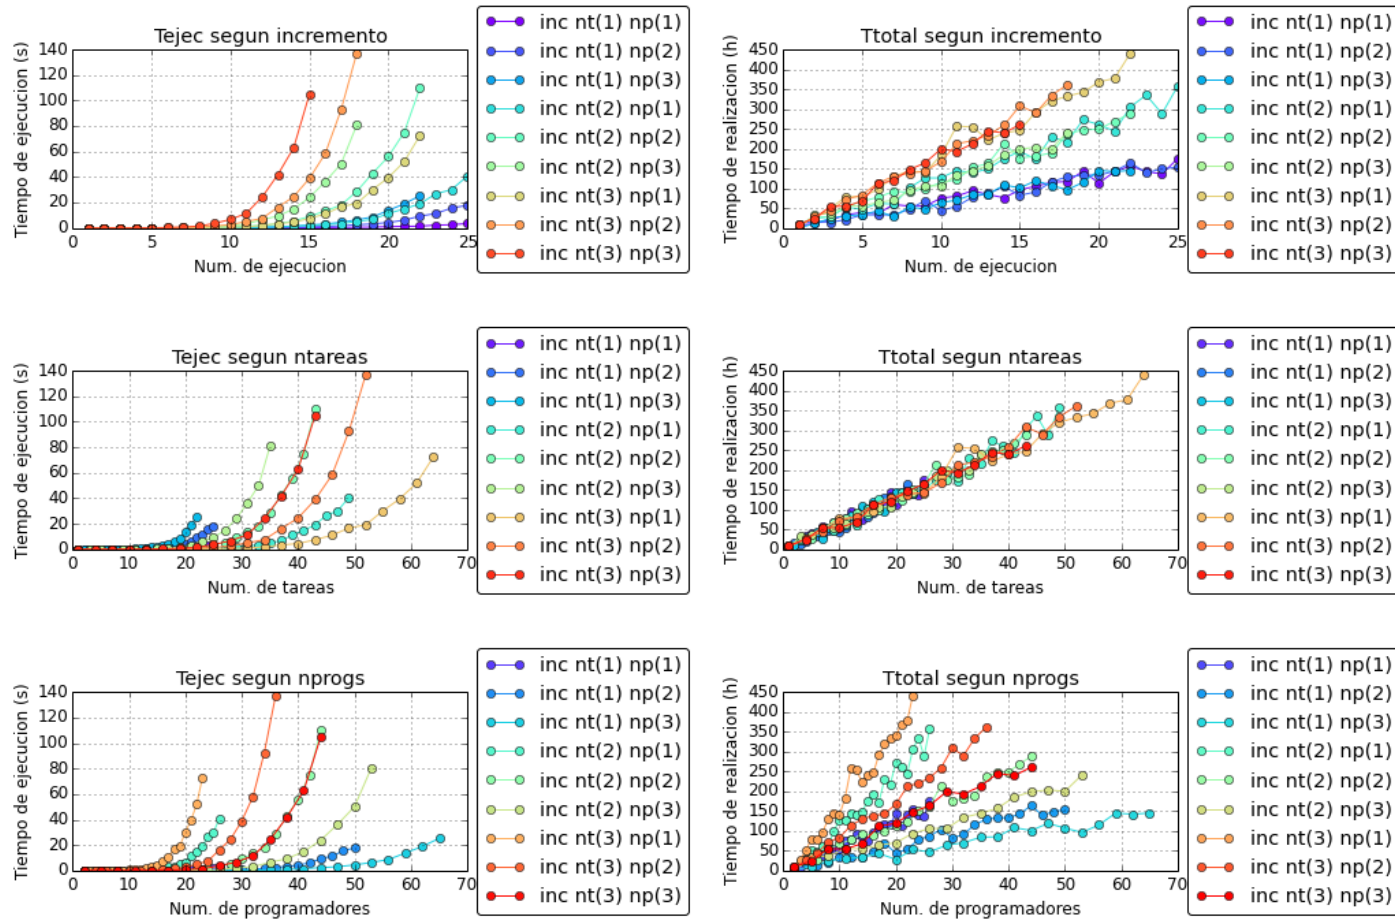 Tejec segun incremento
Tiempo de ejecucion (s)
140
120
100
80
60
40
20
0
0 5 10 15 20 25
Num. de ejecucion
inc nt(1) np(1)
inc nt(1) np(2)
inc nt(1) np(3)
inc nt(2) np(1)
inc nt(2) np(2)
inc nt(2) np(3)
inc nt(3) np(1)
inc nt(3) np(2)
inc nt(3) np(3)
Ttotal segun incremento
Tiempo de realizacion (h)
450
400
350
300
250
200
150
100
50
0
0 5 10 15 20 25
Num. de ejecucion
inc nt(1) np(1)
inc nt(1) np(2)
inc nt(1) np(3)
inc nt(2) np(1)
inc nt(2) np(2)
inc nt(2) np(3)
inc nt(3) np(1)
inc nt(3) np(2)
inc nt(3) np(3)
Tejec segun ntareas
Tiempo de ejecucion (s)
140
120
100
80
60
40
20
0
0 10 20 30 40 50 60 70
Num. de tareas
inc nt(1) np(1)
inc nt(1) np(2)
inc nt(1) np(3)
inc nt(2) np(1)
inc nt(2) np(2)
inc nt(2) np(3)
inc nt(3) np(1)
inc nt(3) np(2)
inc nt(3) np(3)
Ttotal segun ntareas
Tiempo de realizacion (h)
450
400
350
300
250
200
150
100
50
0
0 10 20 30 40 50 60 70
Num. de tareas
inc nt(1) np(1)
inc nt(1) np(2)
inc nt(1) np(3)
inc nt(2) np(1)
inc nt(2) np(2)
inc nt(2) np(3)
inc nt(3) np(1)
inc nt(3) np(2)
inc nt(3) np(3)
Tejec segun nprogs
Tiempo de ejecucion (s)
140
120
100
80
60
40
20
0
0 10 20 30 40 50 60 70
Num. de programadores
inc nt(1) np(1)
inc nt(1) np(2)
inc nt(1) np(3)
inc nt(2) np(1)
inc nt(2) np(2)
inc nt(2) np(3)
inc nt(3) np(1)
inc nt(3) np(2)
inc nt(3) np(3)
Ttotal segun nprogs
Tiempo de realizacion (h)
450
400
350
300
250
200
150
100
50
0
0 10 20 30 40 50 60 70
Num. de programadores
inc nt(1) np(1)
inc nt(1) np(2)
inc nt(1) np(3)
inc nt(2) np(1)
inc nt(2) np(2)
inc nt(2) np(3)
inc nt(3) np(1)
inc nt(3) np(2)
inc nt(3) np(3)